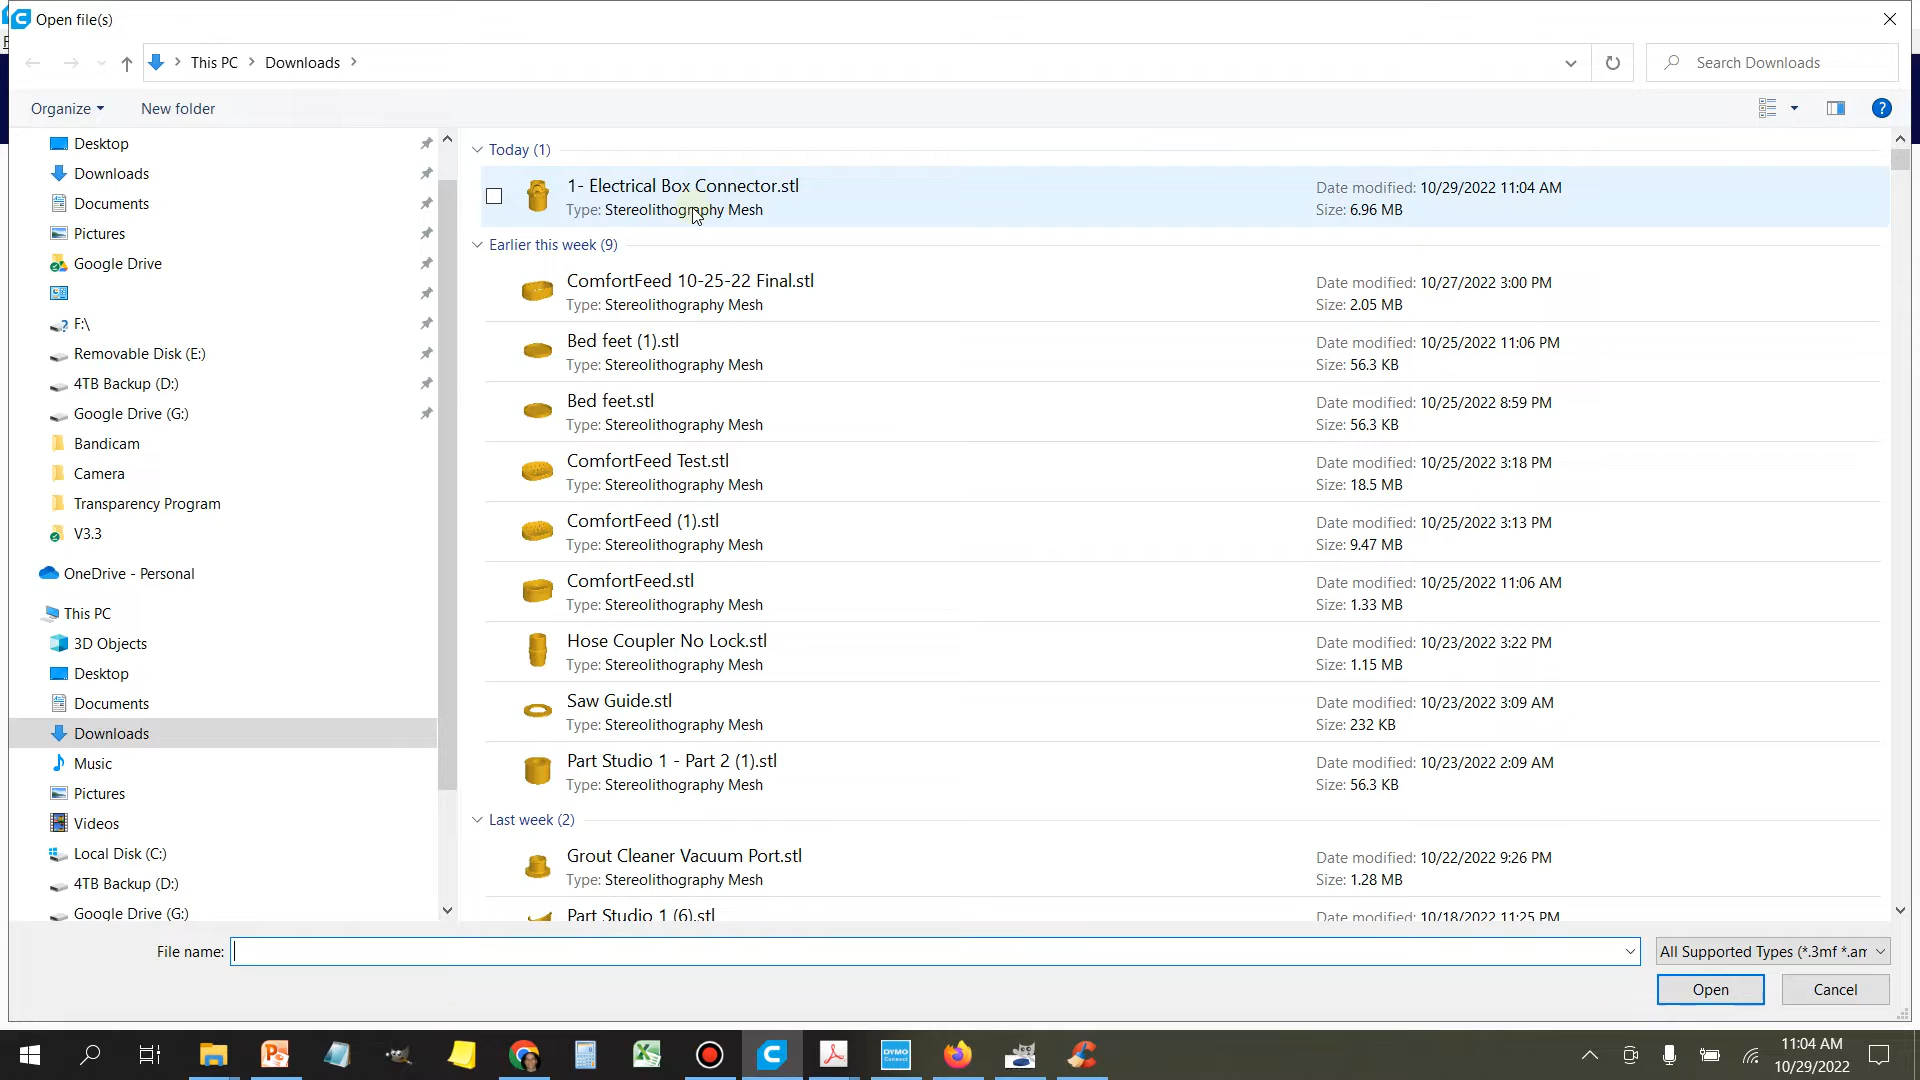 Open file(s)
This PC
Downloads
Search Downloads
Organize
New folder
Desktop
Downloads
Documents
Pictures
Google Drive
F:\
Removable Disk (E:)
4TB Backup (D:)
Google Drive (G:)
Bandicam
Camera
Transparency Program
V3.3
OneDrive - Personal
This PC
3D Objects
Desktop
Documents
Downloads
Music
Pictures
Videos
Local Disk (C:)
4TB Backup (D:)
Google Drive (G:)
Today (1)
1- Electrical Box Connector.stl
Type: Stereolithography Mesh
Date modified: 10/29/2022 11:04 AM
Size: 6.96 MB
Earlier this week (9)
ComfortFeed 10-25-22 Final.stl
Type: Stereolithography Mesh
Date modified: 10/27/2022 3:00 PM
Size: 2.05 MB
Bed feet (1).stl
Type: Stereolithography Mesh
Date modified: 10/25/2022 11:06 PM
Size: 56.3 KB
Bed feet.stl
Type: Stereolithography Mesh
Date modified: 10/25/2022 8:59 PM
Size: 56.3 KB
ComfortFeed Test.stl
Type: Stereolithography Mesh
Date modified: 10/25/2022 3:18 PM
Size: 18.5 MB
ComfortFeed (1).stl
Type: Stereolithography Mesh
Date modified: 10/25/2022 3:13 PM
Size: 9.47 MB
ComfortFeed.stl
Type: Stereolithography Mesh
Date modified: 10/25/2022 11:06 AM
Size: 1.33 MB
Hose Coupler No Lock.stl
Type: Stereolithography Mesh
Date modified: 10/23/2022 3:22 PM
Size: 1.15 MB
Saw Guide.stl
Type: Stereolithography Mesh
Date modified: 10/23/2022 3:09 AM
Size: 232 KB
Part Studio 1 - Part 2 (1).stl
Type: Stereolithography Mesh
Date modified: 10/23/2022 2:09 AM
Size: 56.3 KB
Last week (2)
Grout Cleaner Vacuum Port.stl
Type: Stereolithography Mesh
Date modified: 10/22/2022 9:26 PM
Size: 1.28 MB
Part Studio 1 (6).stl
Date modified: 10/18/2022 11:25 PM
File name:
All Supported Types (*.3mf *.am
Open
Cancel
DYMO
Connect
11:04 AM
10/29/2022